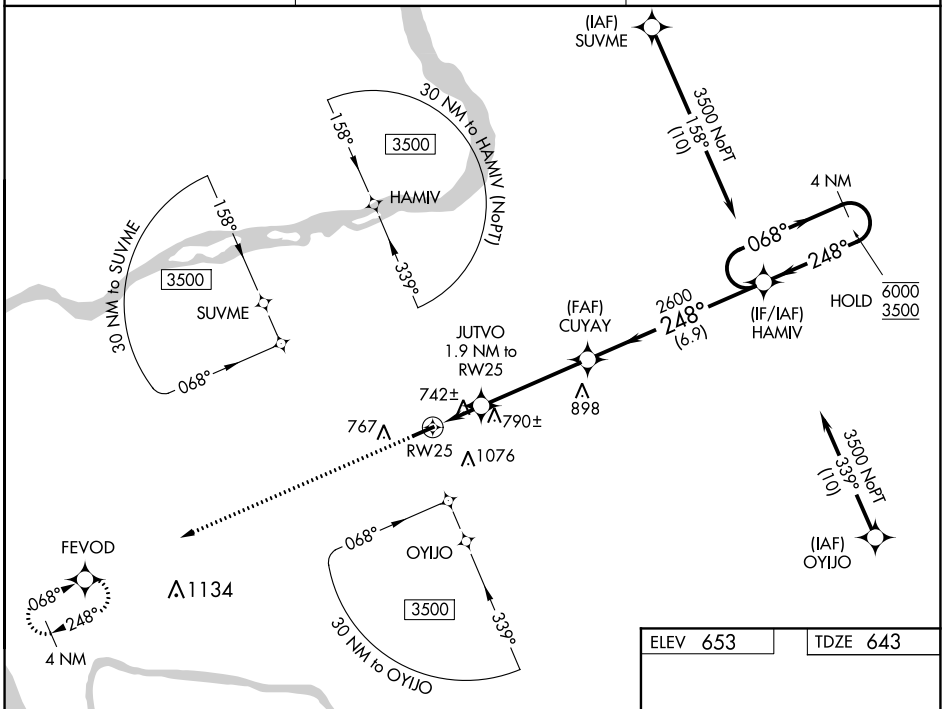 (IAF)
SUVME
3500 NoPT
158°
(10)
30 NM to HAMIV (NoPT)
158°
3500
HAMIV
339°
30 NM to SUVME
158°
3500
SUVME
068°
4 NM
068°
248°
HOLD
6000
3500
(IF/IAF)
HAMIV
2600
248°
(6.9)
(FAF)
CUYAY
JUTVO
1.9 NM to
RW25
742±
790±
898
767
RW25
1076
3500 NoPT
339°
(10)
(IAF)
OYIJO
068°
OYIJO
3500
339°
30 NM to OYIJO
FEVOD
068°
248°
4 NM
1134
ELEV 653
TDZE 643